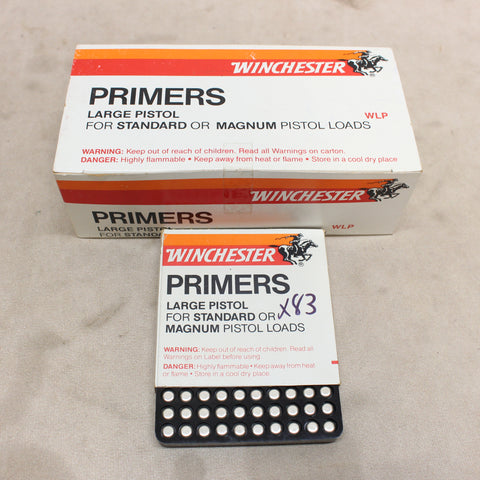 WINCHESTER
®
PRIMERS
LARGE PISTOL
WLP
FOR STANDARD OR MAGNUM PISTOL LOADS
WARNING: Keep out of reach of children. Read all Warnings on carton.
DANGER: Highly flammable • Keep away from heat or flame • Store in a cool dry place
WINCHESTER
®
PRIMERS
LARGE PISTOL
WLP
FOR STANDARD
WINCHESTER
®
PRIMERS
LARGE PISTOL
FOR STANDARD OR
x83
MAGNUM PISTOL LOADS
WARNING: Keep out of reach of children. Read all
Warnings on Label before using.
DANGER: Highly flammable • Keep away from heat
or flame • Store in a cool dry place.